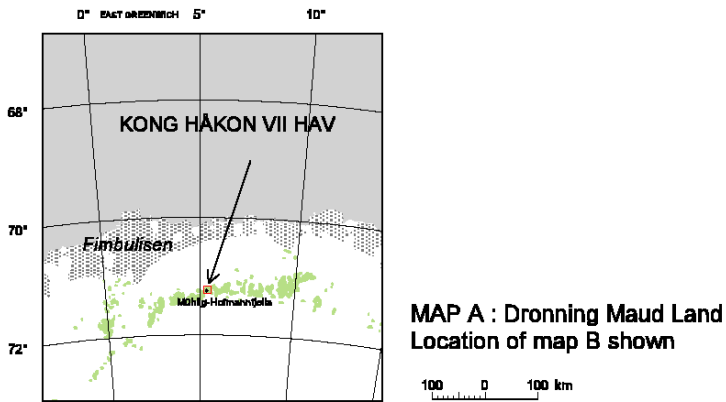 0° EAST GREENWICH 5° 10°
68°
KONG HÅKON VII HAV
70°
Fimbulisen
Mühlig-Hofmannfjella
72°
MAP A : Dronning Maud Land
Location of map B shown
100 0 100 km